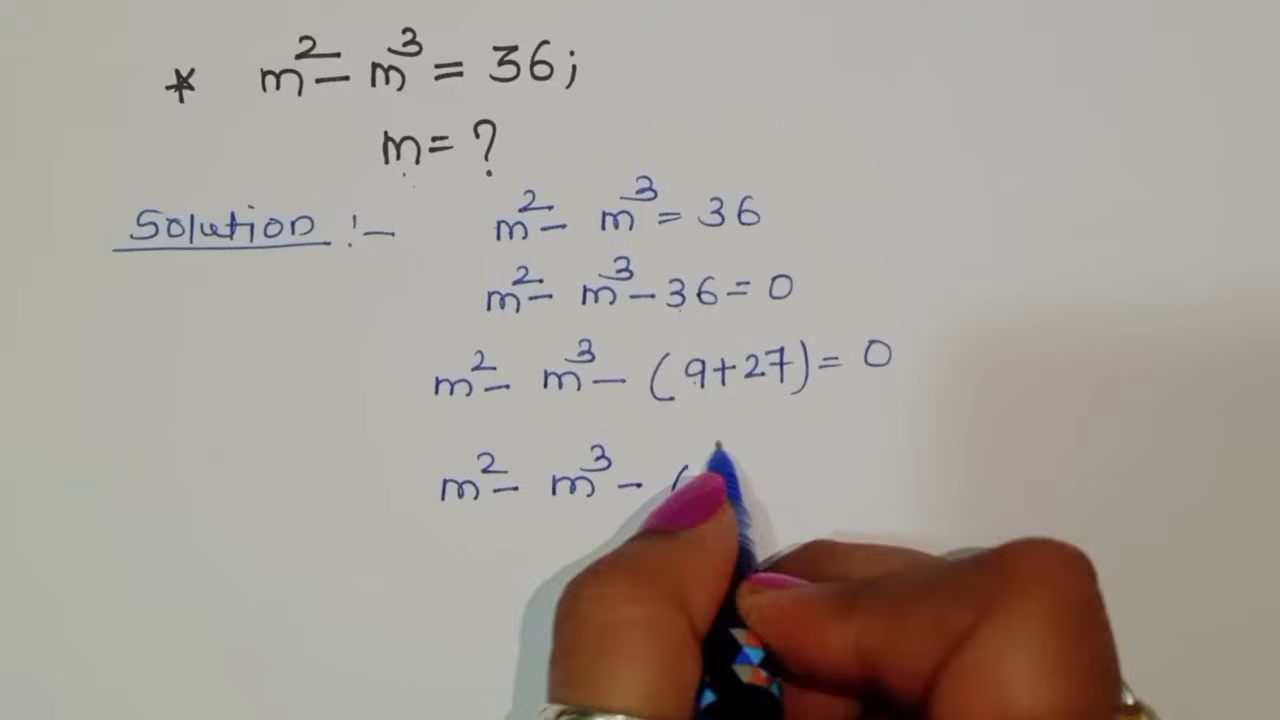 * m² - m³ = 36;
m = ?
Solution :-
m² - m³ = 36
m² - m³ - 36 = 0
m² - m³ - (9+27) = 0
m² - m³ - (